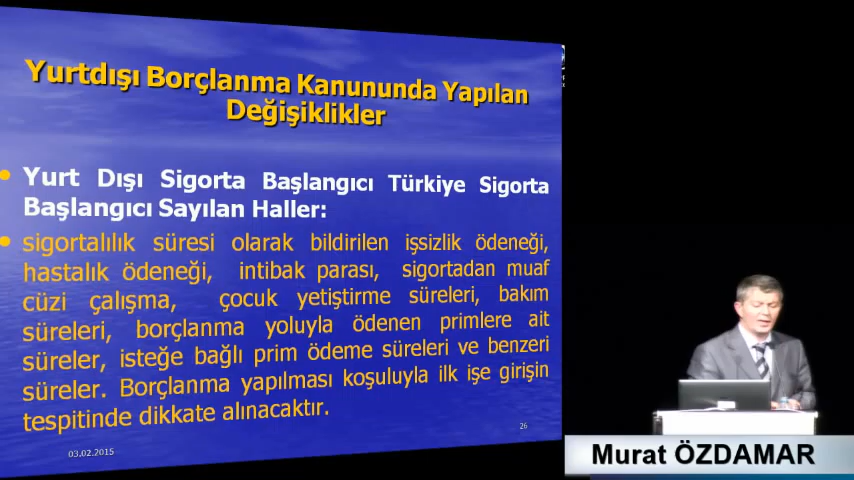 Yurtdışı Borçlanma Kanununda Yapılan
Değişiklikler
Yurt Dışı Sigorta Başlangıcı Türkiye Sigorta
Başlangıcı Sayılan Haller:
sigortalılık süresi olarak bildirilen işsizlik ödeneği,
hastalık ödeneği, intibak parası, sigortadan muaf
cüzi çalışma, çocuk yetiştirme süreleri, bakım
süreleri, borçlanma yoluyla ödenen primlere ait
süreler, isteğe bağlı prim ödeme süreleri ve benzeri
süreler. Borçlanma yapılması koşuluyla ilk işe girişin
tespitinde dikkate alınacaktır.
26
03.02.2015
Murat ÖZDAMAR